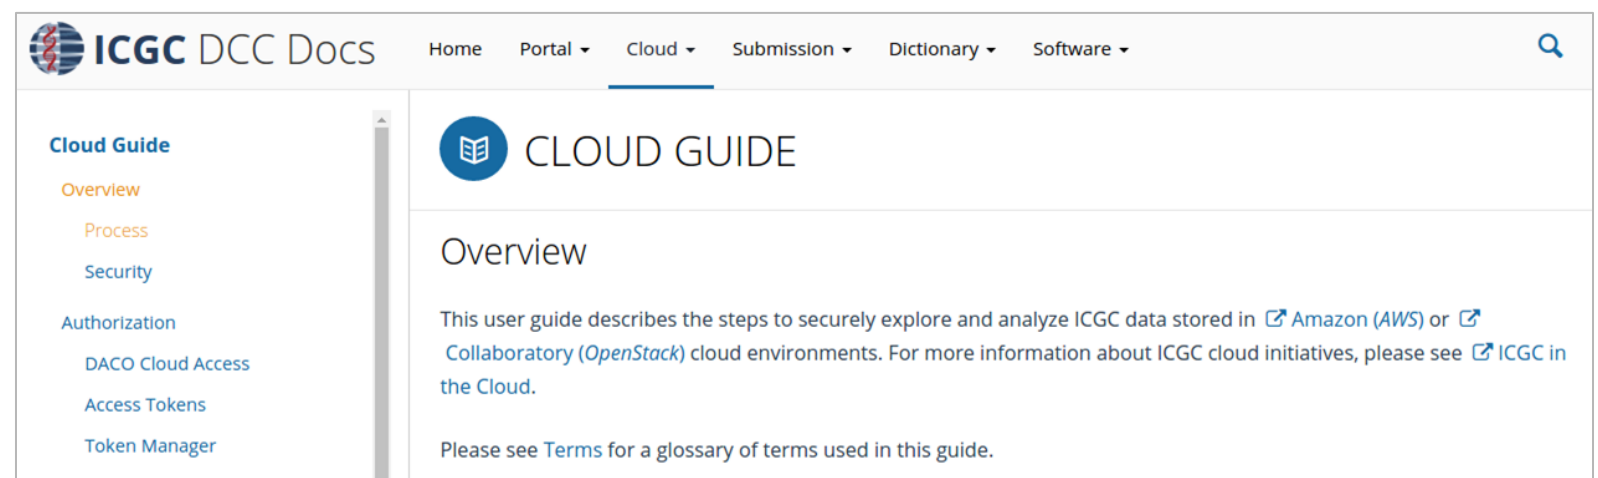 ICGC DCC Docs
Home Portal Cloud Submission Dictionary Software
Cloud Guide
Overview
Process
Security
Authorization
DACO Cloud Access
Access Tokens
Token Manager
CLOUD GUIDE
Overview
This user guide describes the steps to securely explore and analyze ICGC data stored in Amazon (AWS) or
Collaboratory (OpenStack) cloud environments. For more information about ICGC cloud initiatives, please see ICGC in
the Cloud.
Please see Terms for a glossary of terms used in this guide.